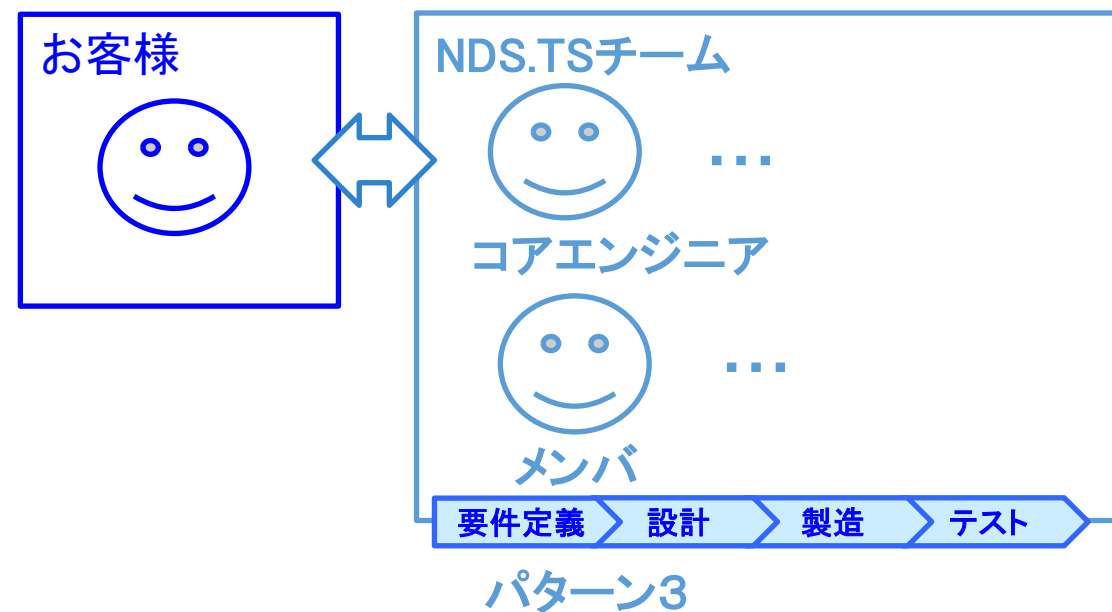 お客様
NDS.TSチーム
…
コアエンジニア
…
メンバ
要件定義
設計
製造
テスト
パターン３